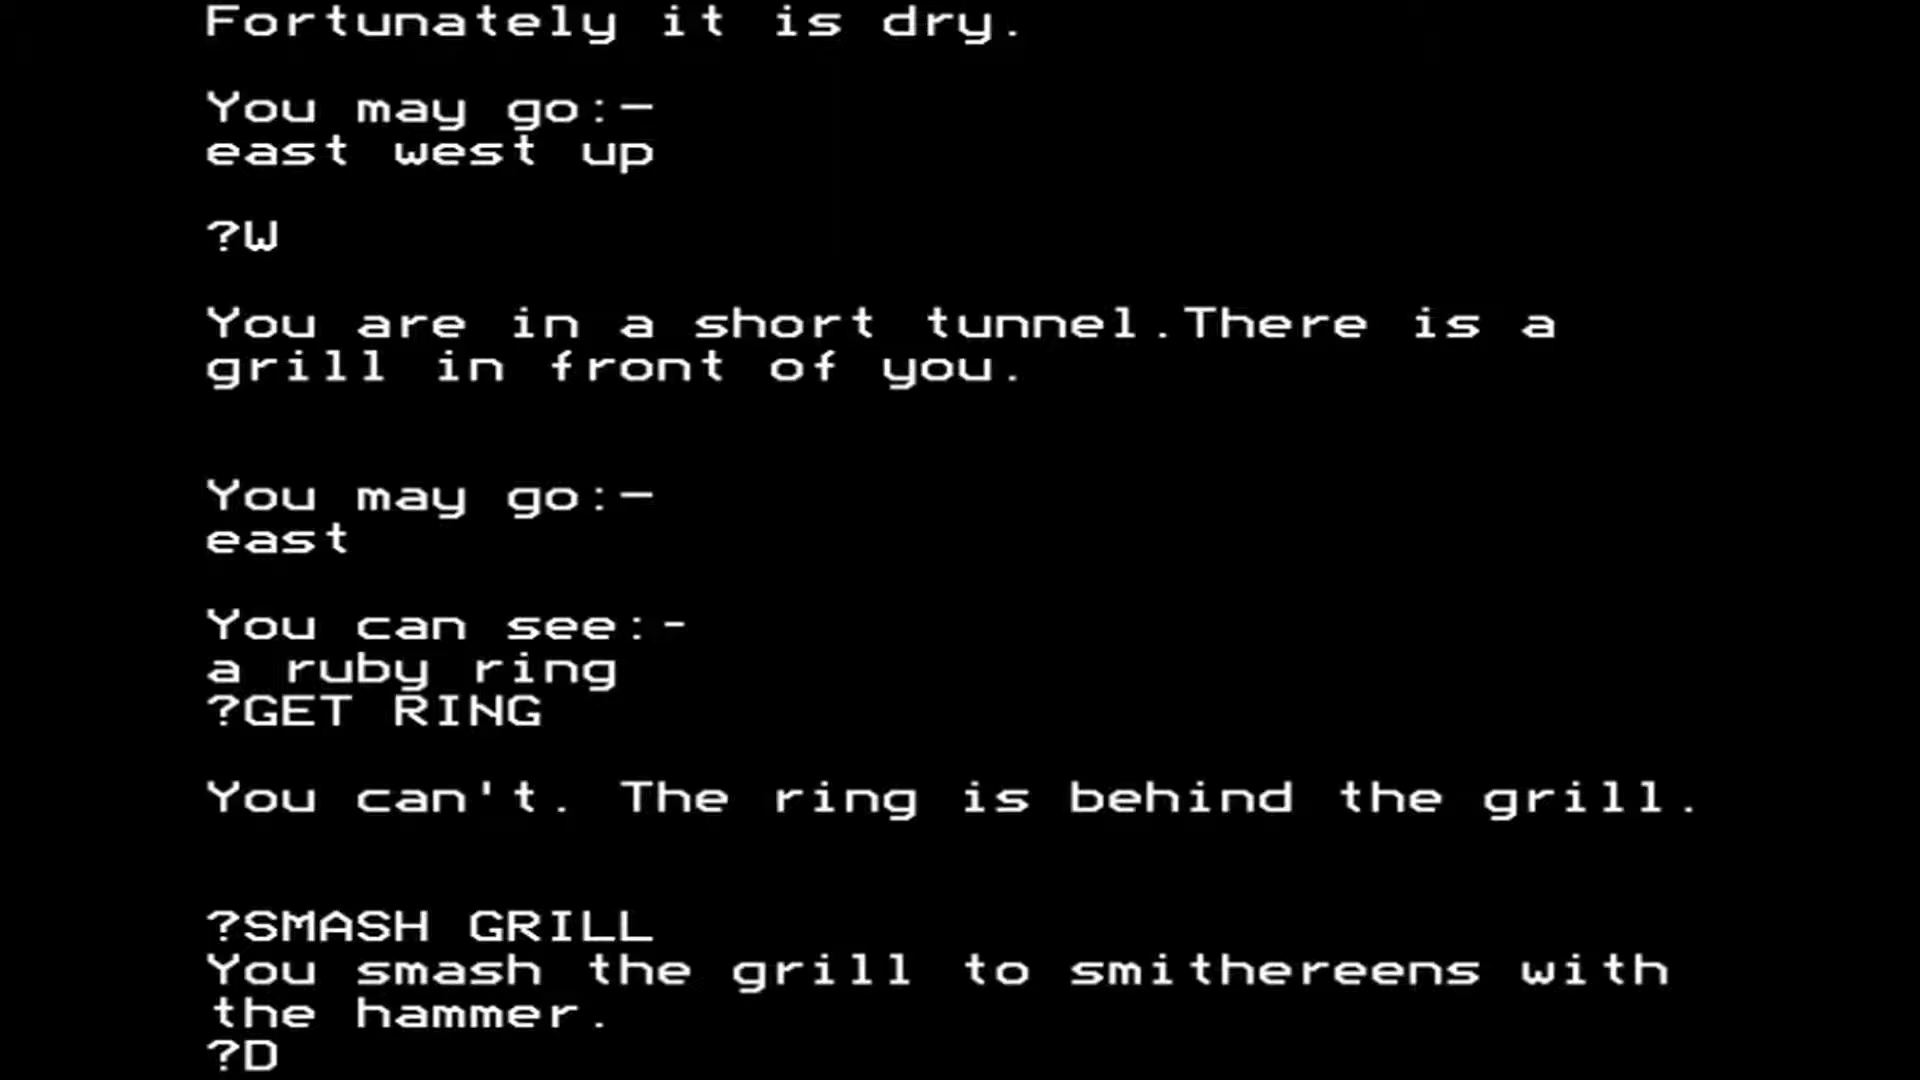 Fortunately it is dry.
You may go:-
east west up
?W
You are in a short tunnel.There is a
grill in front of you.
You may go:-
east
You can see:-
a ruby ring
?GET RING
You can't. The ring is behind the grill.
?SMASH GRILL
You smash the grill to smithereens with
the hammer.
?D